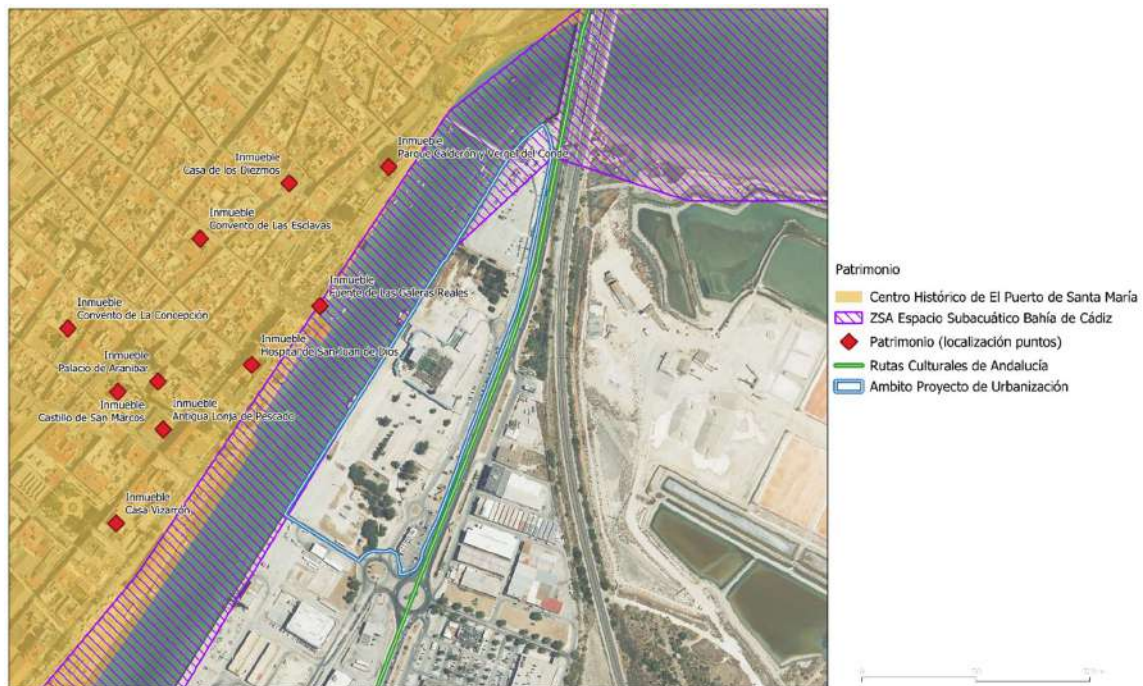 Inmueble
Parque Calderón y Vergel del Conde
Inmueble
Casa de los Diezmos
Inmueble
Convento de Las Esclavas
Inmueble
Fuente de Las Galeras Reales
Inmueble
Convento de La Concepción
Inmueble
Hospital de San Juan de Dios
Inmueble
Palacio de Aranibar
Inmueble
Castillo de San Marcos
Inmueble
Antigua Lonja de Pescado
Inmueble
Casa Vizarrón
Patrimonio
Centro Histórico de El Puerto de Santa María
ZSA Espacio Subacuático Bahía de Cádiz
Patrimonio (localización puntos)
Rutas Culturales de Andalucía
Ambito Proyecto de Urbanización